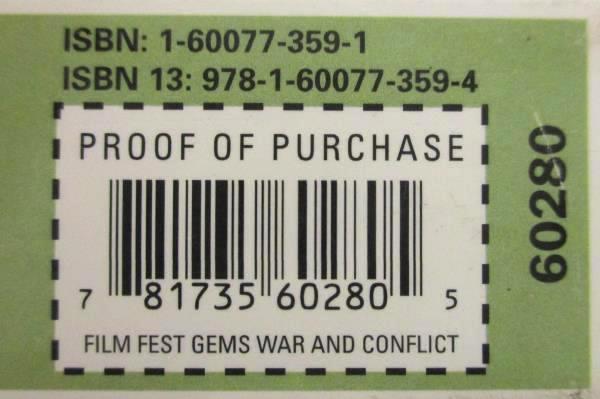 ISBN: 1-60077-359-1
ISBN 13: 978-1-60077-359-4
PROOF OF PURCHASE
7 81735 60280 5
FILM FEST GEMS WAR AND CONFLICT
60280